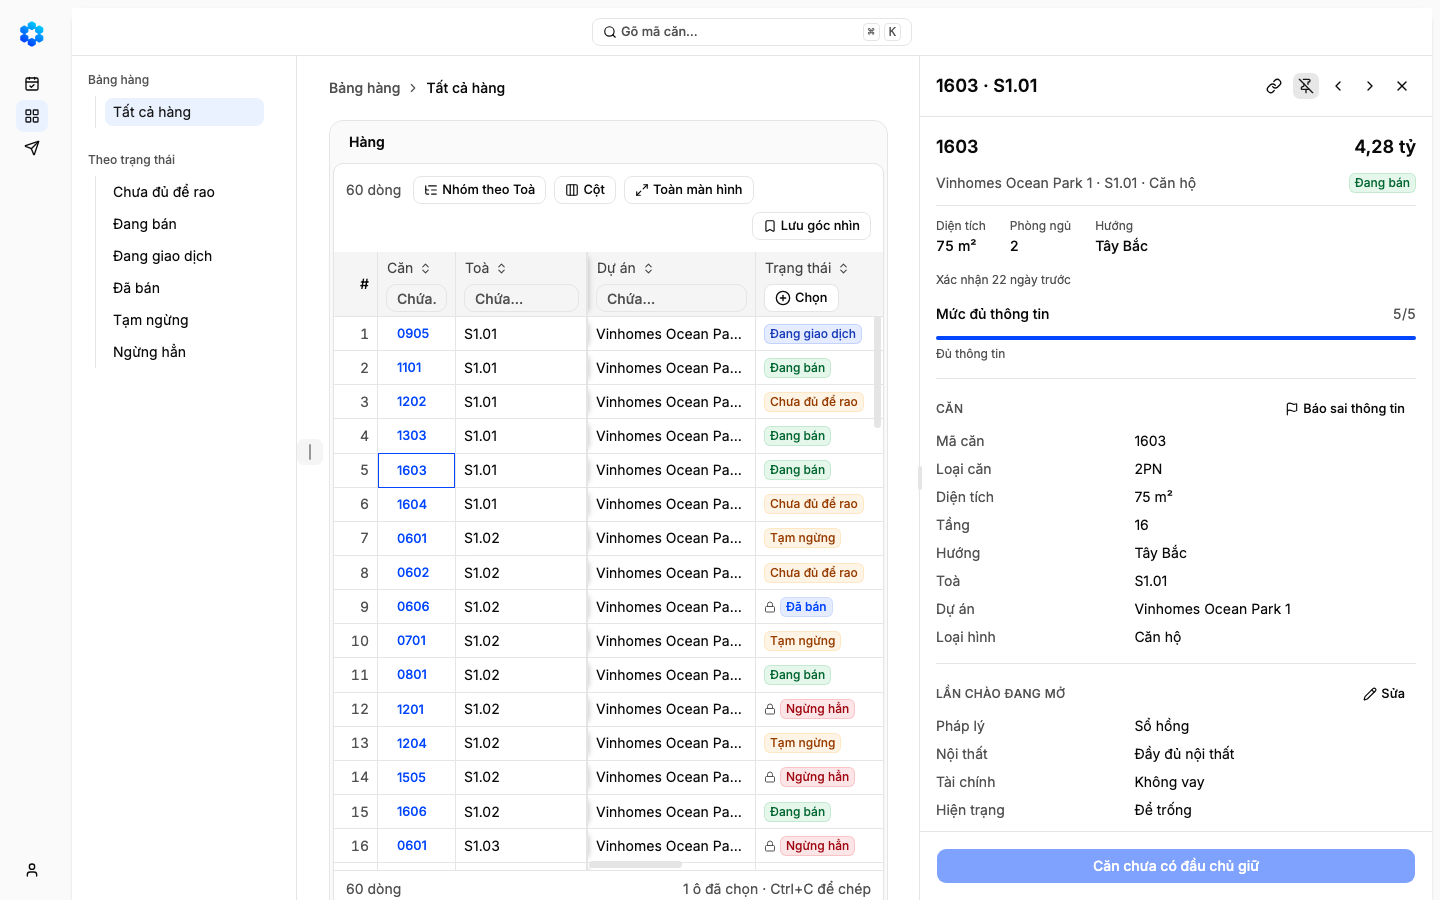 Gõ mã căn...
⌘ K
Bảng hàng
Tất cả hàng
Theo trạng thái
Chưa đủ để rao
Đang bán
Đang giao dịch
Đã bán
Tạm ngừng
Ngừng hẳn
Bảng hàng > Tất cả hàng
Hàng
60 dòng
Nhóm theo Toà
Cột
Toàn màn hình
Lưu góc nhìn
# Căn Toà Dự án Trạng thái
Chứa. Chứa... Chứa... Chọn
1 0905 S1.01 Vinhomes Ocean Pa... Đang giao dịch
2 1101 S1.01 Vinhomes Ocean Pa... Đang bán
3 1202 S1.01 Vinhomes Ocean Pa... Chưa đủ để rao
4 1303 S1.01 Vinhomes Ocean Pa... Đang bán
5 1603 S1.01 Vinhomes Ocean Pa... Đang bán
6 1604 S1.01 Vinhomes Ocean Pa... Chưa đủ để rao
7 0601 S1.02 Vinhomes Ocean Pa... Tạm ngừng
8 0602 S1.02 Vinhomes Ocean Pa... Chưa đủ để rao
9 0606 S1.02 Vinhomes Ocean Pa... Đã bán
10 0701 S1.02 Vinhomes Ocean Pa... Tạm ngừng
11 0801 S1.02 Vinhomes Ocean Pa... Đang bán
12 1201 S1.02 Vinhomes Ocean Pa... Ngừng hẳn
13 1204 S1.02 Vinhomes Ocean Pa... Tạm ngừng
14 1505 S1.02 Vinhomes Ocean Pa... Ngừng hẳn
15 1606 S1.02 Vinhomes Ocean Pa... Đang bán
16 0601 S1.03 Vinhomes Ocean Pa... Ngừng hẳn
60 dòng
1 ô đã chọn · Ctrl+C để chép
1603 · S1.01
1603 4,28 tỷ
Vinhomes Ocean Park 1 · S1.01 · Căn hộ Đang bán
Diện tích Phòng ngủ Hướng
75 m² 2 Tây Bắc
Xác nhận 22 ngày trước
Mức đủ thông tin 5/5
Đủ thông tin
CĂN Báo sai thông tin
Mã căn 1603
Loại căn 2PN
Diện tích 75 m²
Tầng 16
Hướng Tây Bắc
Toà S1.01
Dự án Vinhomes Ocean Park 1
Loại hình Căn hộ
LẦN CHÀO ĐANG MỞ Sửa
Pháp lý Sổ hồng
Nội thất Đầy đủ nội thất
Tài chính Không vay
Hiện trạng Để trống
Căn chưa có đầu chủ giữ